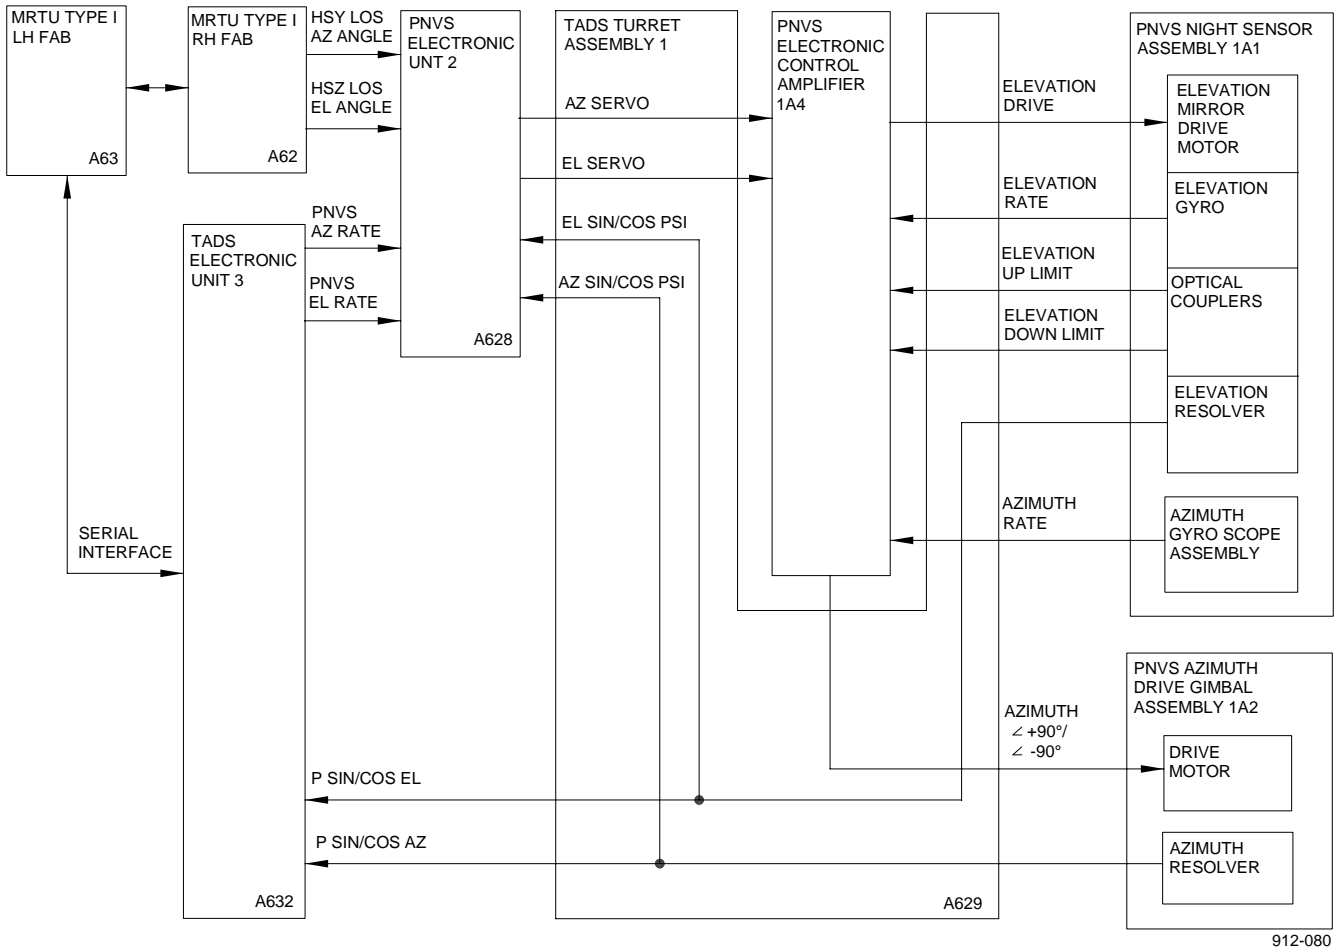 MRTU TYPE I
LH FAB
A63
MRTU TYPE I
RH FAB
A62
HSY LOS
AZ ANGLE
HSZ LOS
EL ANGLE
PNVS
ELECTRONIC
UNT 2
A628
TADS TURRET
ASSEMBLY 1
AZ SERVO
EL SERVO
EL SIN/COS PSI
AZ SIN/COS PSI
PNVS
ELECTRONIC
CONTROL
AMPLIFIER
1A4
ELEVATION
DRIVE
ELEVATION
RATE
ELEVATION
UP LIMIT
ELEVATION
DOWN LIMIT
AZIMUTH
RATE
PNVS NIGHT SENSOR
ASSEMBLY 1A1
ELEVATION
MIRROR
DRIVE
MOTOR
ELEVATION
GYRO
OPTICAL
COUPLERS
ELEVATION
RESOLVER
AZIMUTH
GYRO SCOPE
ASSEMBLY
TADS
ELECTRONIC
UNIT 3
PNVS
AZ RATE
PNVS
EL RATE
SERIAL
INTERFACE
P SIN/COS EL
P SIN/COS AZ
A632
A629
AZIMUTH
∠ +90°/
∠ -90°
PNVS AZIMUTH
DRIVE GIMBAL
ASSEMBLY 1A2
DRIVE
MOTOR
AZIMUTH
RESOLVER
912-080